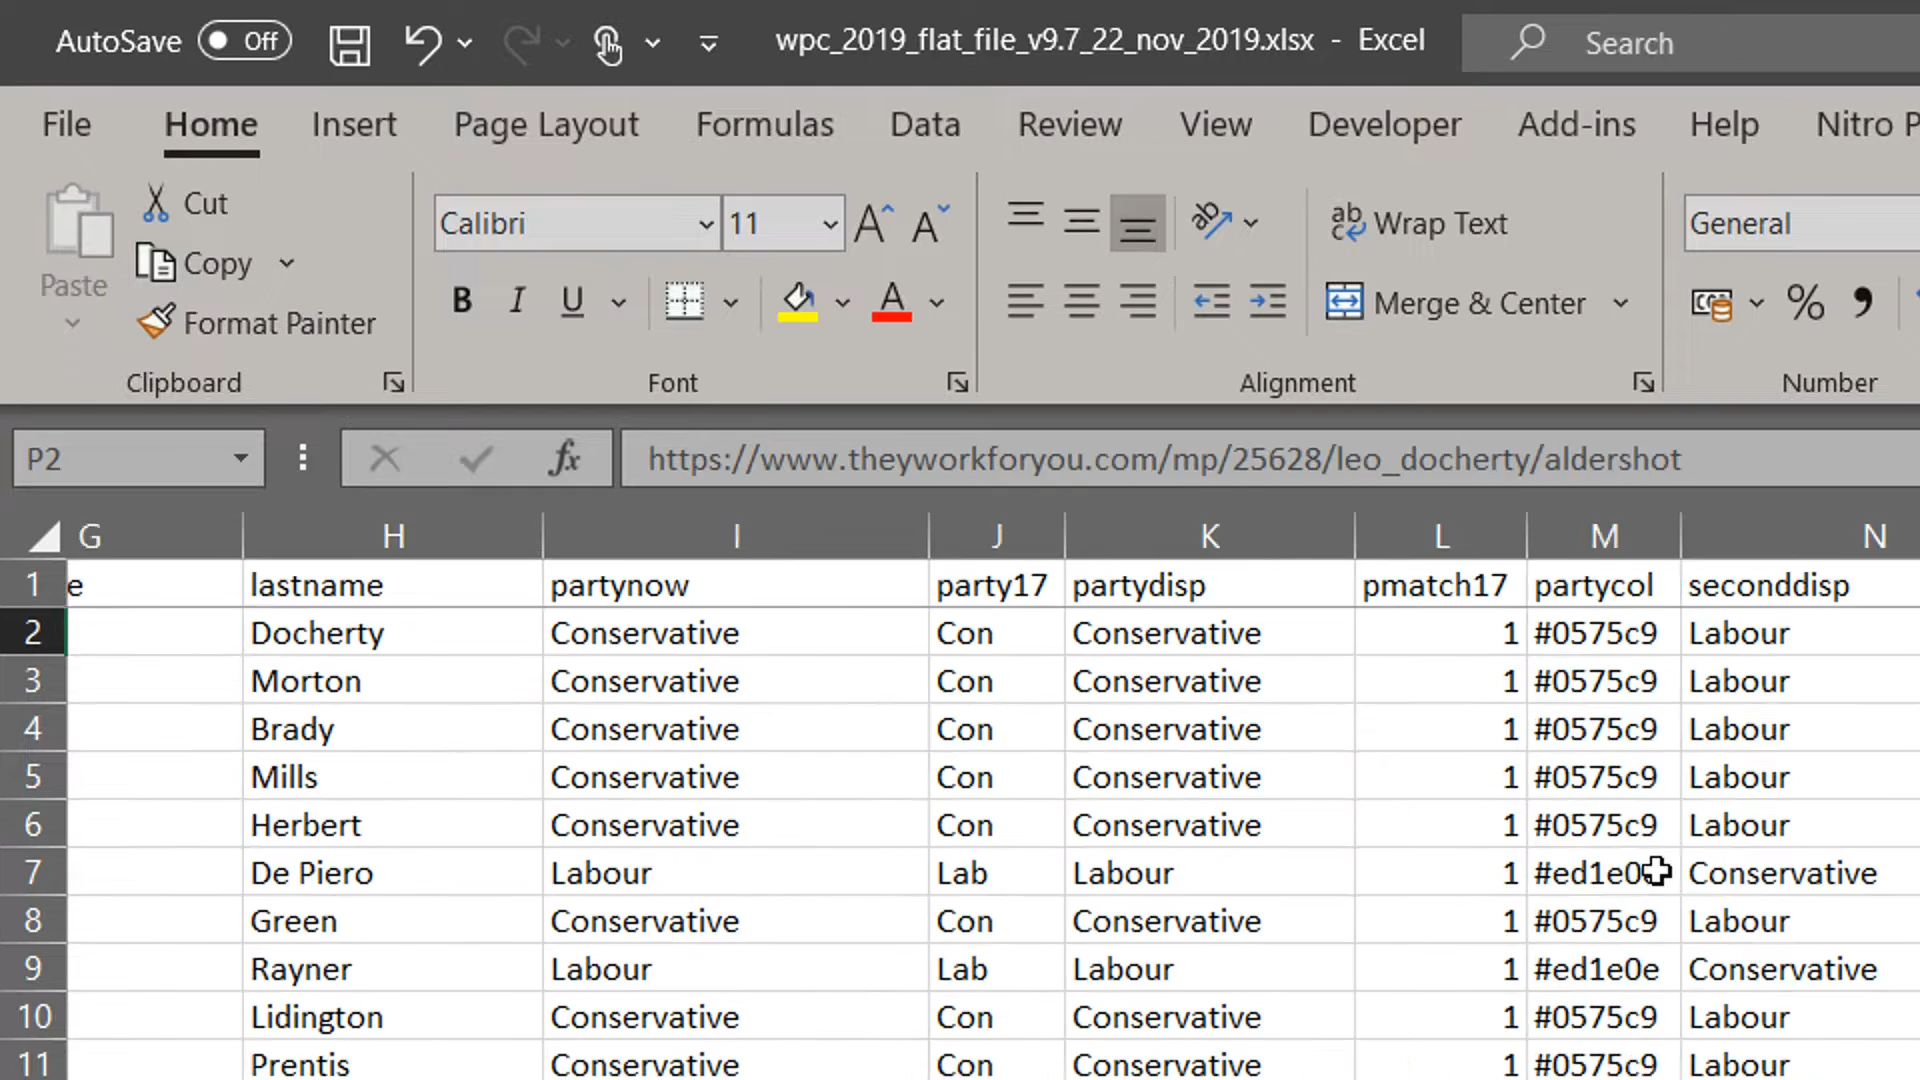 AutoSave Off wpc_2019_flat_file_v9.7_22_nov_2019.xlsx - Excel Search
File Home Insert Page Layout Formulas Data Review View Developer Add-ins Help Nitro P
Paste Cut Copy Format Painter
Calibri 11 A A
ab Wrap Text
General
B I U A
Merge & Center
% 9
Clipboard Font Alignment Number
P2 fx https://www.theyworkforyou.com/mp/25628/leo_docherty/aldershot
G H I J K L M N
1 e lastname partynow party17 partydisp pmatch17 partycol seconddisp
2 Docherty Conservative Con Conservative 1 #0575c9 Labour
3 Morton Conservative Con Conservative 1 #0575c9 Labour
4 Brady Conservative Con Conservative 1 #0575c9 Labour
5 Mills Conservative Con Conservative 1 #0575c9 Labour
6 Herbert Conservative Con Conservative 1 #0575c9 Labour
7 De Piero Labour Lab Labour 1 #ed1e0 Conservative
8 Green Conservative Con Conservative 1 #0575c9 Labour
9 Rayner Labour Lab Labour 1 #ed1e0e Conservative
10 Lidington Conservative Con Conservative 1 #0575c9 Labour
11 Prentis Conservative Con Conservative 1 #0575c9 Labour